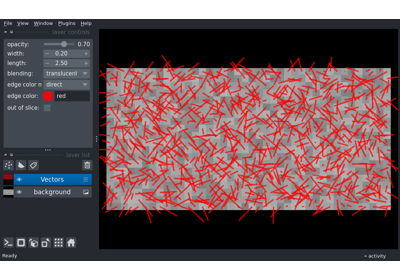 File View Window Plugins Help
layer controls
opacity: 0.70
width: − 0.20 +
length: − 2.50 +
blending: translucent
edge color m direct
edge color: red
out of slice:
layer list
Vectors
background
Ready activity